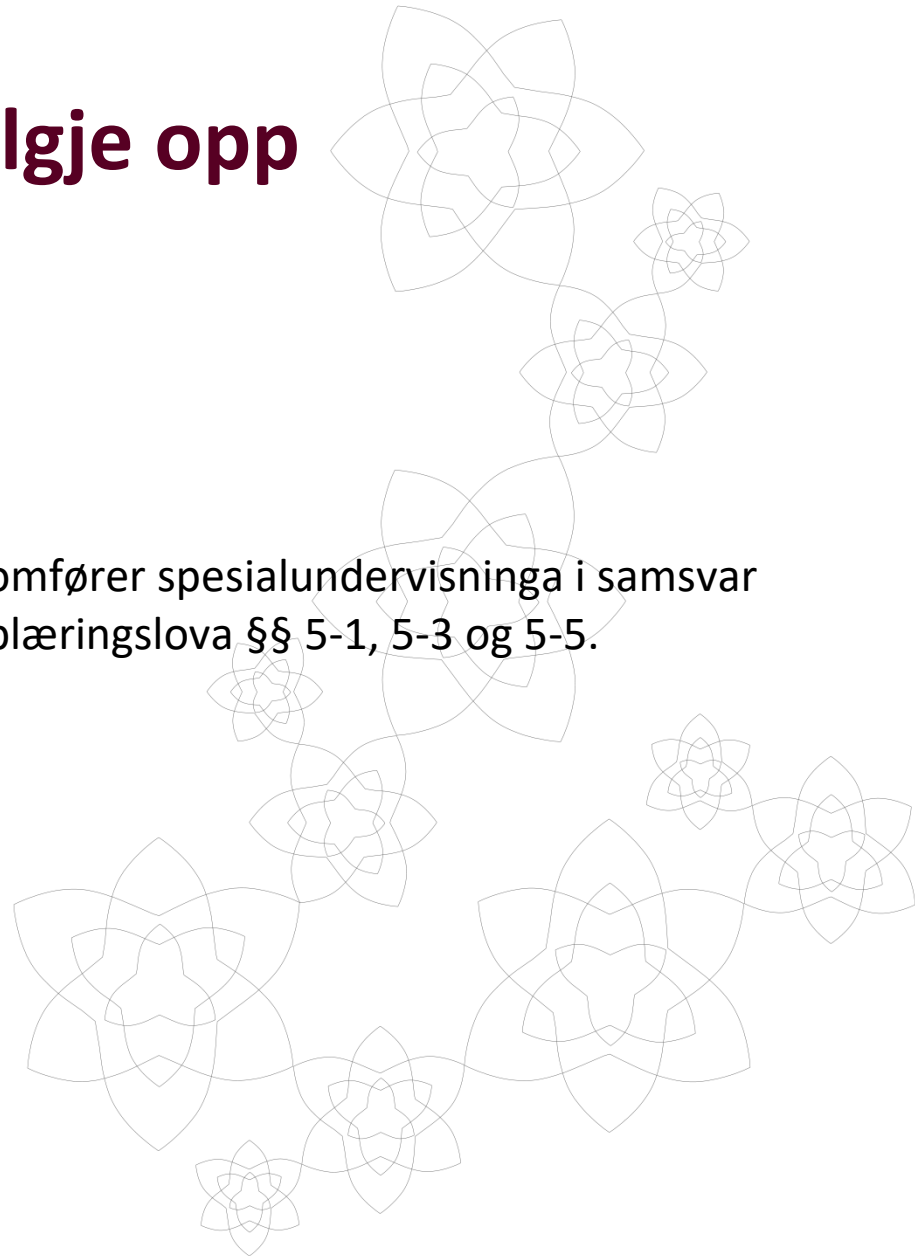 lgje opp
omfører spesialundervisninga i samsvar
plæringslova §§ 5-1, 5-3 og 5-5.